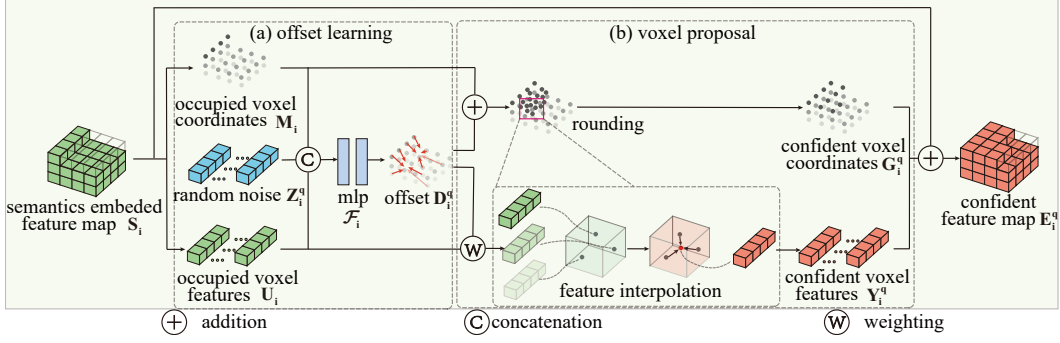 (a) offset learning
(b) voxel proposal
occupied voxel
coordinates M_i
semantics embeded
feature map S_i
random noise Z_i^q
C
mlp
F_i
offset D_i^q
occupied voxel
features U_i
+
W
rounding
feature interpolation
confident voxel
coordinates G_i^q
confident voxel
features Y_i^q
+
confident
feature map E_i^q
+ addition
C concatenation
W weighting